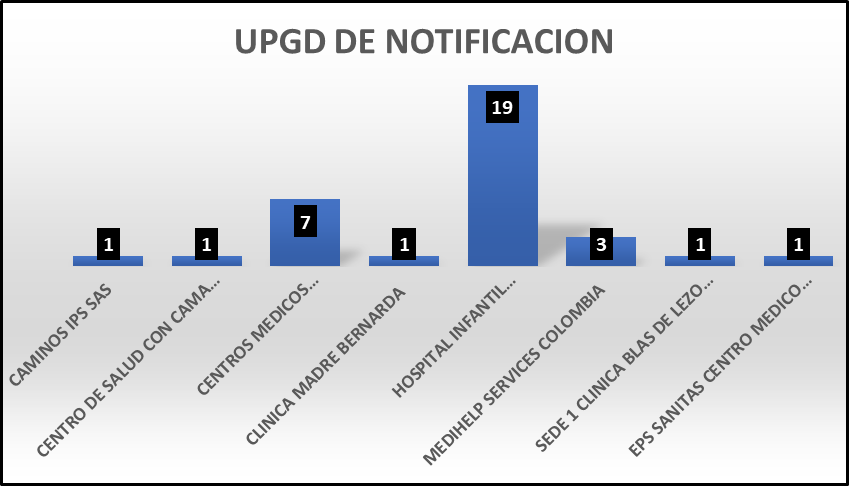 UPGD DE NOTIFICACION
1
1
7
1
19
3
1
1
CAMINOS IPS SAS
CENTRO DE SALUD CON CAMA...
CENTROS MEDICOS...
CLINICA MADRE BERNARDA
HOSPITAL INFANTIL...
MEDIHELP SERVICES COLOMBIA
SEDE 1 CLINICA BLAS DE LEZO...
EPS SANITAS CENTRO MEDICO...